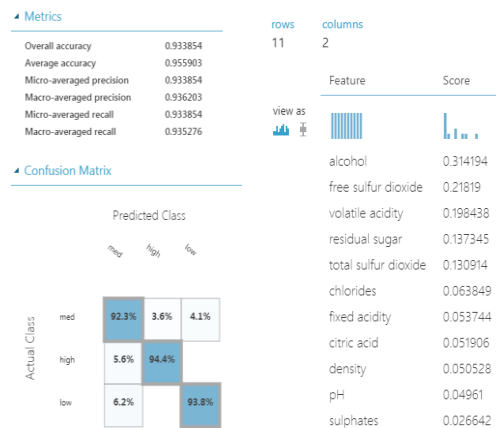 Metrics
Overall accuracy 0.933854
Average accuracy 0.955903
Micro-averaged precision 0.933854
Macro-averaged precision 0.936203
Micro-averaged recall 0.933854
Macro-averaged recall 0.935276
Confusion Matrix
Predicted Class
med high low
Actual Class
med 92.3% 3.6% 4.1%
high 5.6% 94.4%
low 6.2% 93.8%
rows columns
11 2
Feature Score
view as
alcohol 0.314194
free sulfur dioxide 0.21819
volatile acidity 0.198438
residual sugar 0.137345
total sulfur dioxide 0.130914
chlorides 0.063849
fixed acidity 0.053744
citric acid 0.051906
density 0.050528
pH 0.04961
sulphates 0.026642